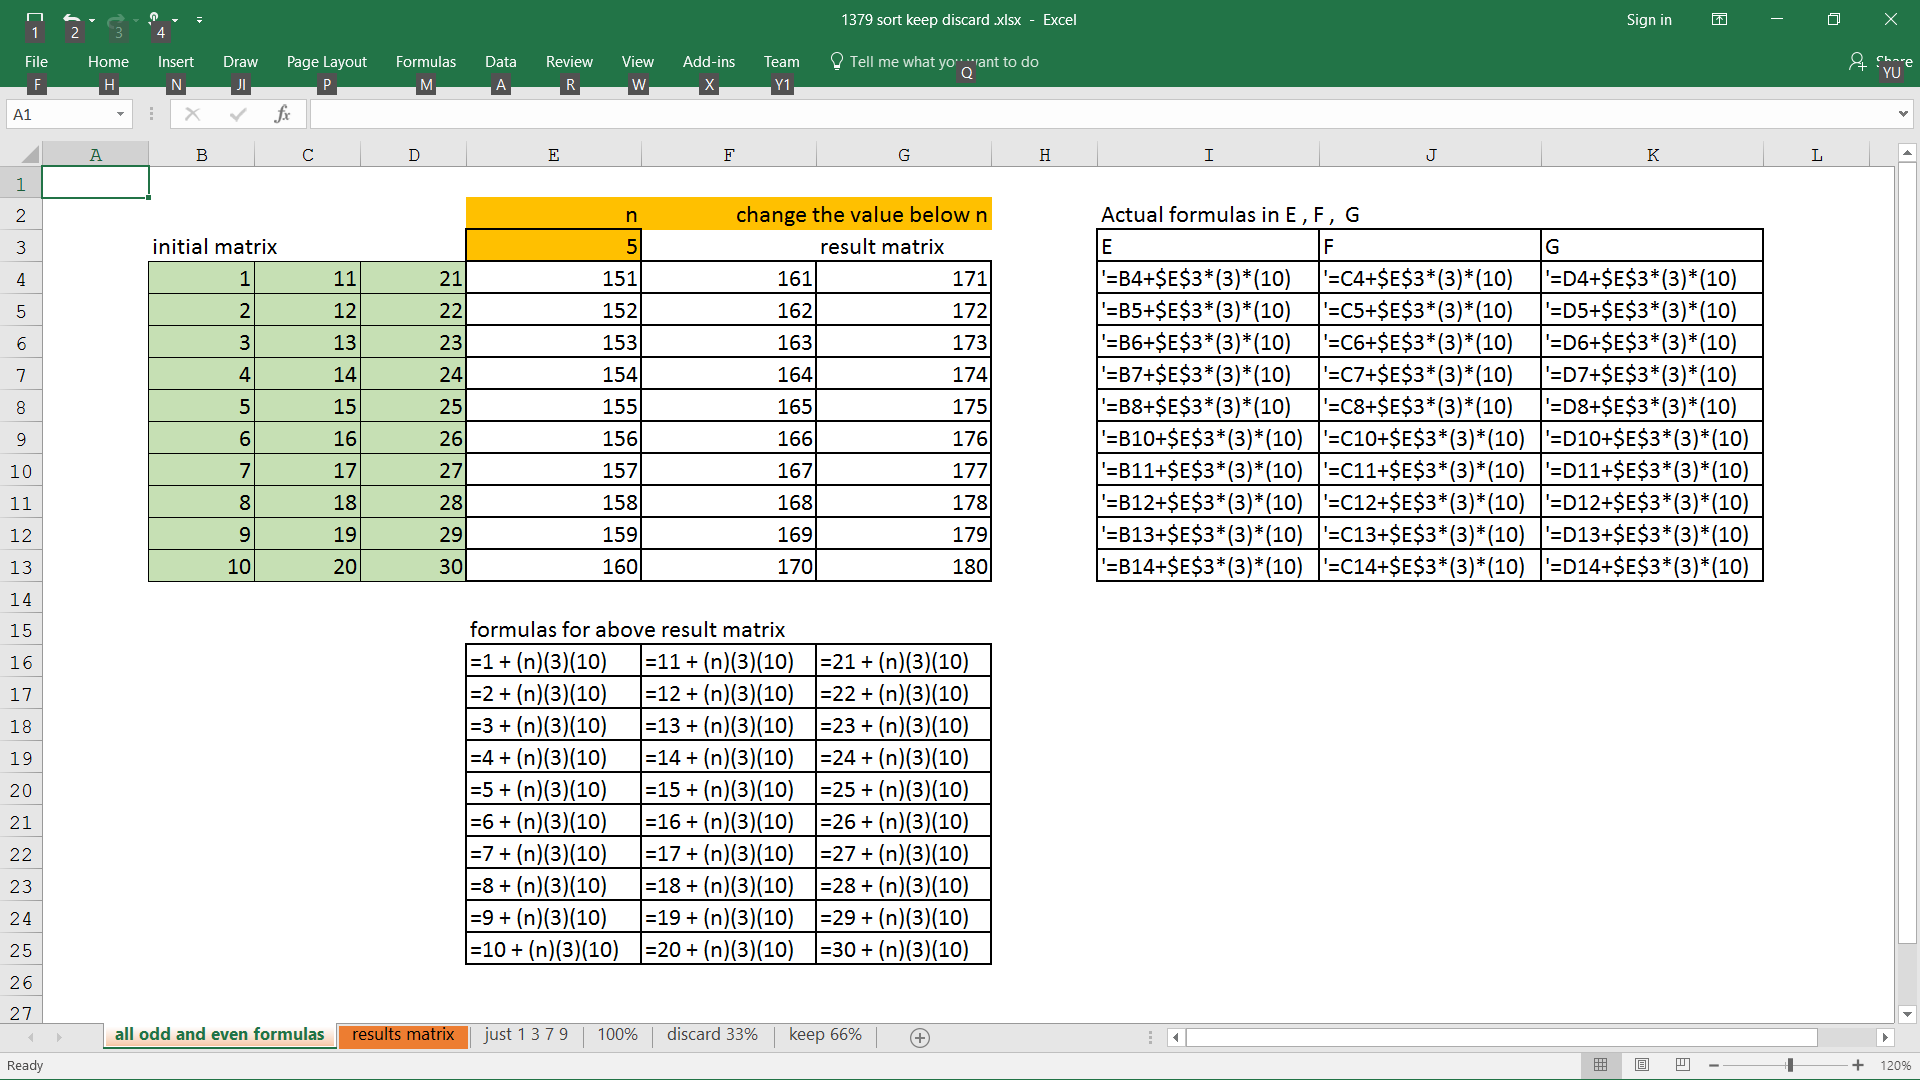 1379 sort keep discard .xlsx - Excel
Sign in
1 2 3 4
File Home Insert Draw Page Layout Formulas Data Review View Add-ins Team Tell me what you want to do Share
F H N JI P M A R W X Y1 Q YU
A1 fx
A B C D E F G H I J K L
1
2 n change the value below n Actual formulas in E , F , G
3 initial matrix 5 result matrix E F G
4 1 11 21 151 161 171 '=B4+$E$3*(3)*(10) '=C4+$E$3*(3)*(10) '=D4+$E$3*(3)*(10)
5 2 12 22 152 162 172 '=B5+$E$3*(3)*(10) '=C5+$E$3*(3)*(10) '=D5+$E$3*(3)*(10)
6 3 13 23 153 163 173 '=B6+$E$3*(3)*(10) '=C6+$E$3*(3)*(10) '=D6+$E$3*(3)*(10)
7 4 14 24 154 164 174 '=B7+$E$3*(3)*(10) '=C7+$E$3*(3)*(10) '=D7+$E$3*(3)*(10)
8 5 15 25 155 165 175 '=B8+$E$3*(3)*(10) '=C8+$E$3*(3)*(10) '=D8+$E$3*(3)*(10)
9 6 16 26 156 166 176 '=B10+$E$3*(3)*(10) '=C10+$E$3*(3)*(10) '=D10+$E$3*(3)*(10)
10 7 17 27 157 167 177 '=B11+$E$3*(3)*(10) '=C11+$E$3*(3)*(10) '=D11+$E$3*(3)*(10)
11 8 18 28 158 168 178 '=B12+$E$3*(3)*(10) '=C12+$E$3*(3)*(10) '=D12+$E$3*(3)*(10)
12 9 19 29 159 169 179 '=B13+$E$3*(3)*(10) '=C13+$E$3*(3)*(10) '=D13+$E$3*(3)*(10)
13 10 20 30 160 170 180 '=B14+$E$3*(3)*(10) '=C14+$E$3*(3)*(10) '=D14+$E$3*(3)*(10)
14
15 formulas for above result matrix
16 =1 + (n)(3)(10) =11 + (n)(3)(10) =21 + (n)(3)(10)
17 =2 + (n)(3)(10) =12 + (n)(3)(10) =22 + (n)(3)(10)
18 =3 + (n)(3)(10) =13 + (n)(3)(10) =23 + (n)(3)(10)
19 =4 + (n)(3)(10) =14 + (n)(3)(10) =24 + (n)(3)(10)
20 =5 + (n)(3)(10) =15 + (n)(3)(10) =25 + (n)(3)(10)
21 =6 + (n)(3)(10) =16 + (n)(3)(10) =26 + (n)(3)(10)
22 =7 + (n)(3)(10) =17 + (n)(3)(10) =27 + (n)(3)(10)
23 =8 + (n)(3)(10) =18 + (n)(3)(10) =28 + (n)(3)(10)
24 =9 + (n)(3)(10) =19 + (n)(3)(10) =29 + (n)(3)(10)
25 =10 + (n)(3)(10) =20 + (n)(3)(10) =30 + (n)(3)(10)
26
27
all odd and even formulas results matrix just 1 3 7 9 100% discard 33% keep 66%
Ready 120%